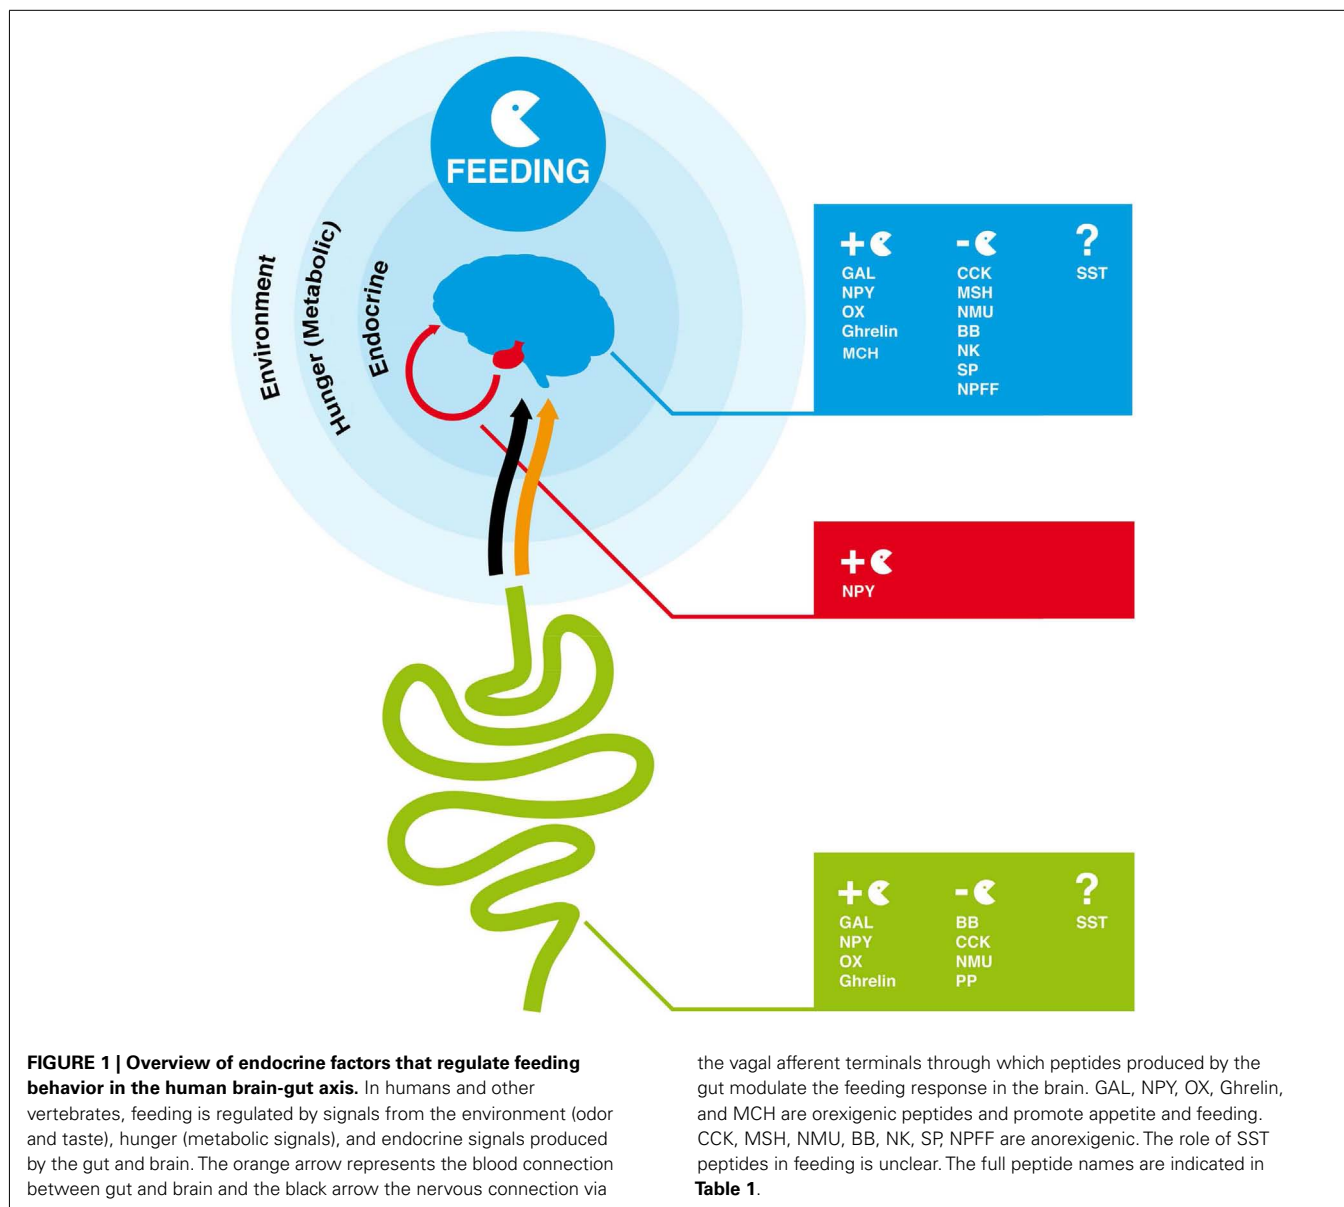 FEEDING
Environment
Hunger (Metabolic)
Endocrine
+ - ?
GAL CCK SST
NPY MSH
OX NMU
Ghrelin BB
MCH NK
SP
NPFF
+
NPY
+ - ?
GAL BB SST
NPY CCK
OX NMU
Ghrelin PP
FIGURE 1 | Overview of endocrine factors that regulate feeding
behavior in the human brain-gut axis. In humans and other
vertebrates, feeding is regulated by signals from the environment (odor
and taste), hunger (metabolic signals), and endocrine signals produced
by the gut and brain. The orange arrow represents the blood connection
between gut and brain and the black arrow the nervous connection via
the vagal afferent terminals through which peptides produced by the
gut modulate the feeding response in the brain. GAL, NPY, OX, Ghrelin,
and MCH are orexigenic peptides and promote appetite and feeding.
CCK, MSH, NMU, BB, NK, SP, NPFF are anorexigenic. The role of SST
peptides in feeding is unclear. The full peptide names are indicated in
Table 1.